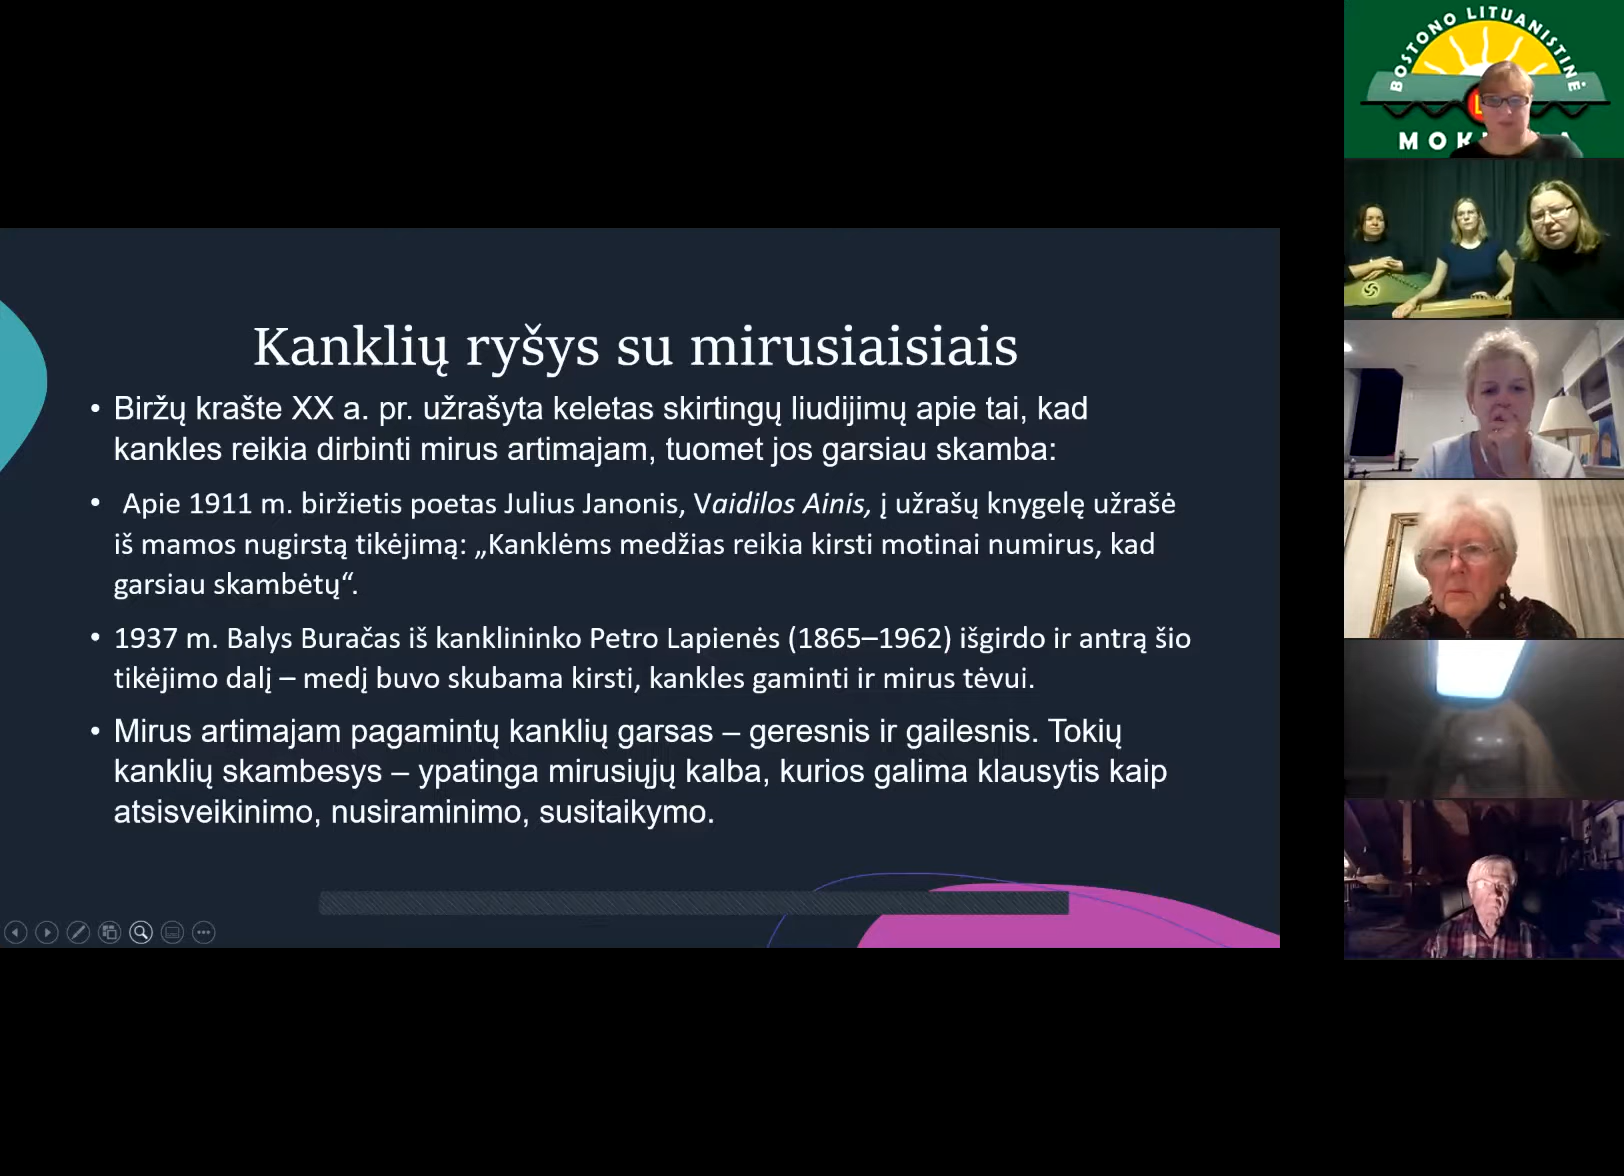 Kanklių ryšys su mirusiaisiais
• Biržų krašte XX a. pr. užrašyta keletas skirtingų liudijimų apie tai, kad
kankles reikia dirbinti mirus artimajam, tuomet jos garsiau skamba:
• Apie 1911 m. biržietis poetas Julius Janonis, Vaidilos Ainis, į užrašų knygelę užrašė
iš mamos nugirstą tikėjimą: „Kanklėms medžias reikia kirsti motinai numirus, kad
garsiau skambėtų“.
• 1937 m. Balys Buračas iš kanklininko Petro Lapienės (1865–1962) išgirdo ir antrą šio
tikėjimo dalį – medį buvo skubama kirsti, kankles gaminti ir mirus tėvui.
• Mirus artimajam pagamintų kanklių garsas – geresnis ir gailesnis. Tokių
kanklių skambesys – ypatinga mirusiųjų kalba, kurios galima klausytis kaip
atsisveikinimo, nusiraminimo, susitaikymo.
BOSTONO LITUANISTINĖ